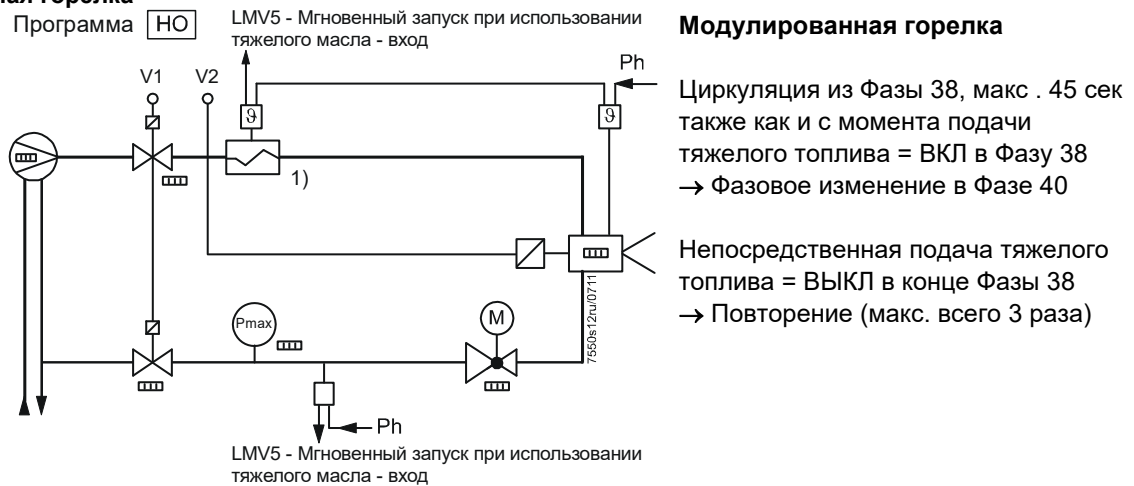 ная горелка
Программа HO
LMV5 - Мгновенный запуск при использовании
тяжелого масла - вход
V1
V2
Ph
ϑ
ϑ
1)
Pmax
M
7550s12ru/0711
Ph
LMV5 - Мгновенный запуск при использовании
тяжелого масла - вход
Модулированная горелка
Циркуляция из Фазы 38, макс . 45 сек
также как и с момента подачи
тяжелого топлива = ВКЛ в Фазу 38
→ Фазовое изменение в Фазе 40
Непосредственная подача тяжелого
топлива = ВЫКЛ в конце Фазы 38
→ Повторение (макс. всего 3 раза)